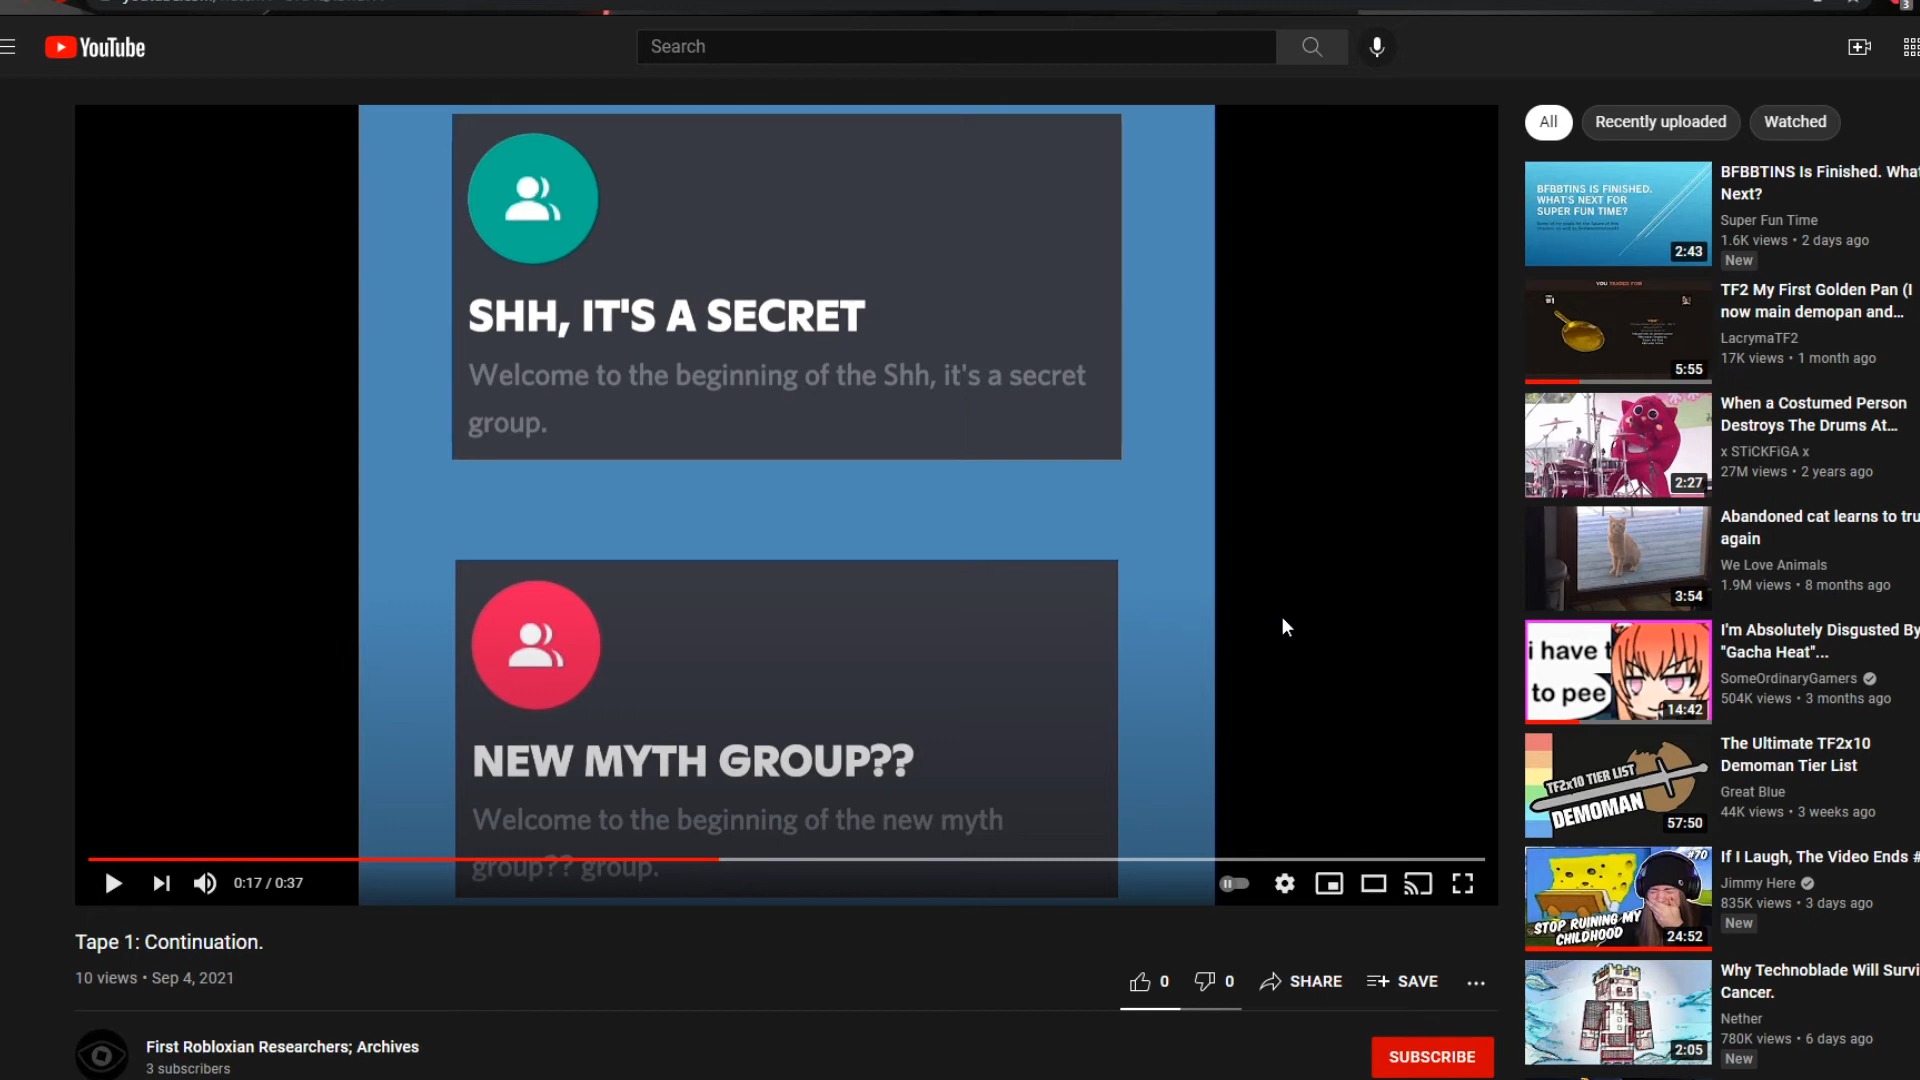 3
YouTube
Search
SHH, IT'S A SECRET
Welcome to the beginning of the Shh, it's a secret
group.
NEW MYTH GROUP??
Welcome to the beginning of the new myth
group?? group.
0:17 / 0:37
Tape 1: Continuation.
10 views • Sep 4, 2021
0
0
SHARE
SAVE
First Robloxian Researchers; Archives
3 subscribers
SUBSCRIBE
All
Recently uploaded
Watched
BFBBTINS IS FINISHED.
WHAT'S NEXT FOR
SUPER FUN TIME?
2:43
BFBBTINS Is Finished. What
Next?
Super Fun Time
1.6K views • 2 days ago
New
YOU TRADED FOR
5:55
TF2 My First Golden Pan (I
now main demopan and...
LacrymaTF2
17K views • 1 month ago
2:27
When a Costumed Person
Destroys The Drums At...
x STiCKFiGA x
27M views • 2 years ago
3:54
Abandoned cat learns to tru
again
We Love Animals
1.9M views • 8 months ago
i have t
to pee
14:42
I'm Absolutely Disgusted By
"Gacha Heat"...
SomeOrdinaryGamers
504K views • 3 months ago
TF2x10 TIER LIST
DEMOMAN
57:50
The Ultimate TF2x10
Demoman Tier List
Great Blue
44K views • 3 weeks ago
#70
STOP RUINING MY
CHILDHOOD
24:52
If I Laugh, The Video Ends #
Jimmy Here
835K views • 3 days ago
New
2:05
Why Technoblade Will Survi
Cancer.
Nether
780K views • 6 days ago
New